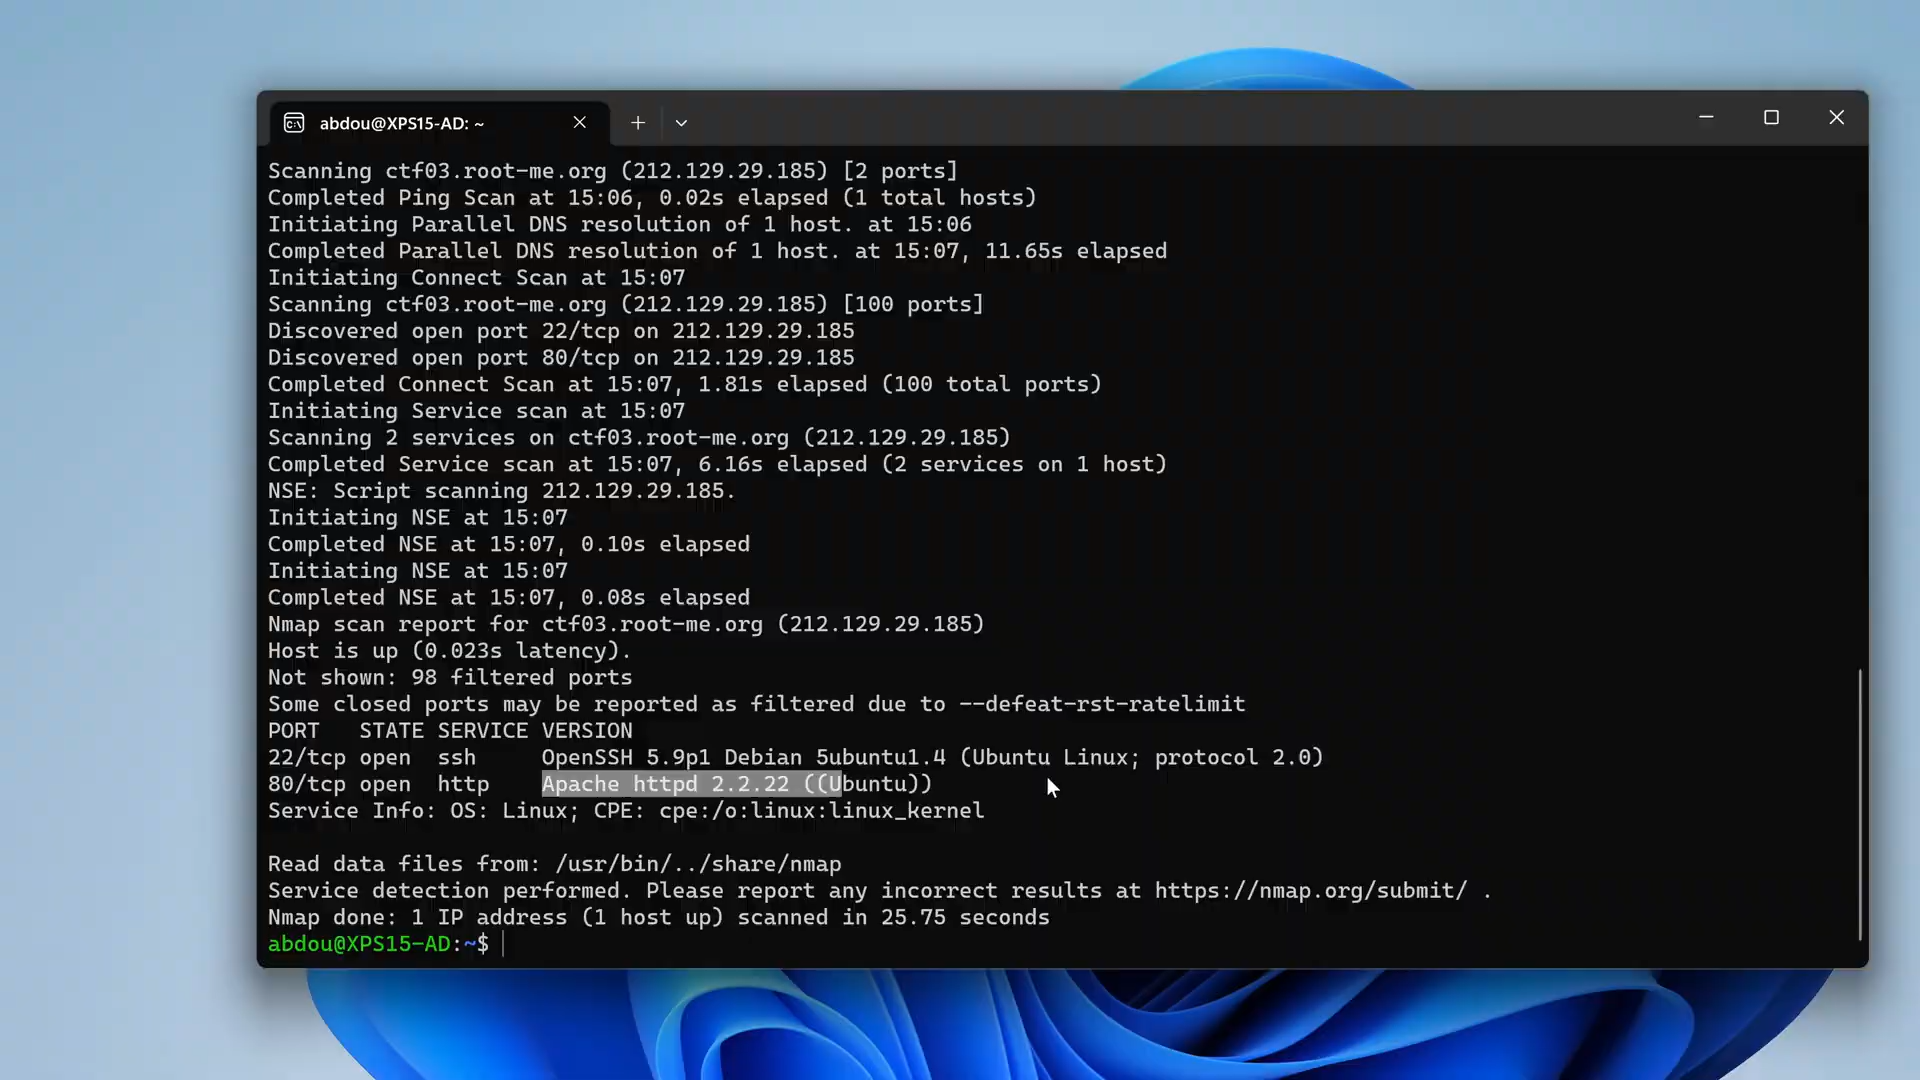 abdou@XPS15-AD: ~
Scanning ctf03.root-me.org (212.129.29.185) [2 ports]
Completed Ping Scan at 15:06, 0.02s elapsed (1 total hosts)
Initiating Parallel DNS resolution of 1 host. at 15:06
Completed Parallel DNS resolution of 1 host. at 15:07, 11.65s elapsed
Initiating Connect Scan at 15:07
Scanning ctf03.root-me.org (212.129.29.185) [100 ports]
Discovered open port 22/tcp on 212.129.29.185
Discovered open port 80/tcp on 212.129.29.185
Completed Connect Scan at 15:07, 1.81s elapsed (100 total ports)
Initiating Service scan at 15:07
Scanning 2 services on ctf03.root-me.org (212.129.29.185)
Completed Service scan at 15:07, 6.16s elapsed (2 services on 1 host)
NSE: Script scanning 212.129.29.185.
Initiating NSE at 15:07
Completed NSE at 15:07, 0.10s elapsed
Initiating NSE at 15:07
Completed NSE at 15:07, 0.08s elapsed
Nmap scan report for ctf03.root-me.org (212.129.29.185)
Host is up (0.023s latency).
Not shown: 98 filtered ports
Some closed ports may be reported as filtered due to --defeat-rst-ratelimit
PORT   STATE SERVICE VERSION
22/tcp open  ssh     OpenSSH 5.9p1 Debian 5ubuntu1.4 (Ubuntu Linux; protocol 2.0)
80/tcp open  http    Apache httpd 2.2.22 ((Ubuntu))
Service Info: OS: Linux; CPE: cpe:/o:linux:linux_kernel
Read data files from: /usr/bin/../share/nmap
Service detection performed. Please report any incorrect results at https://nmap.org/submit/ .
Nmap done: 1 IP address (1 host up) scanned in 25.75 seconds
abdou@XPS15-AD:~$